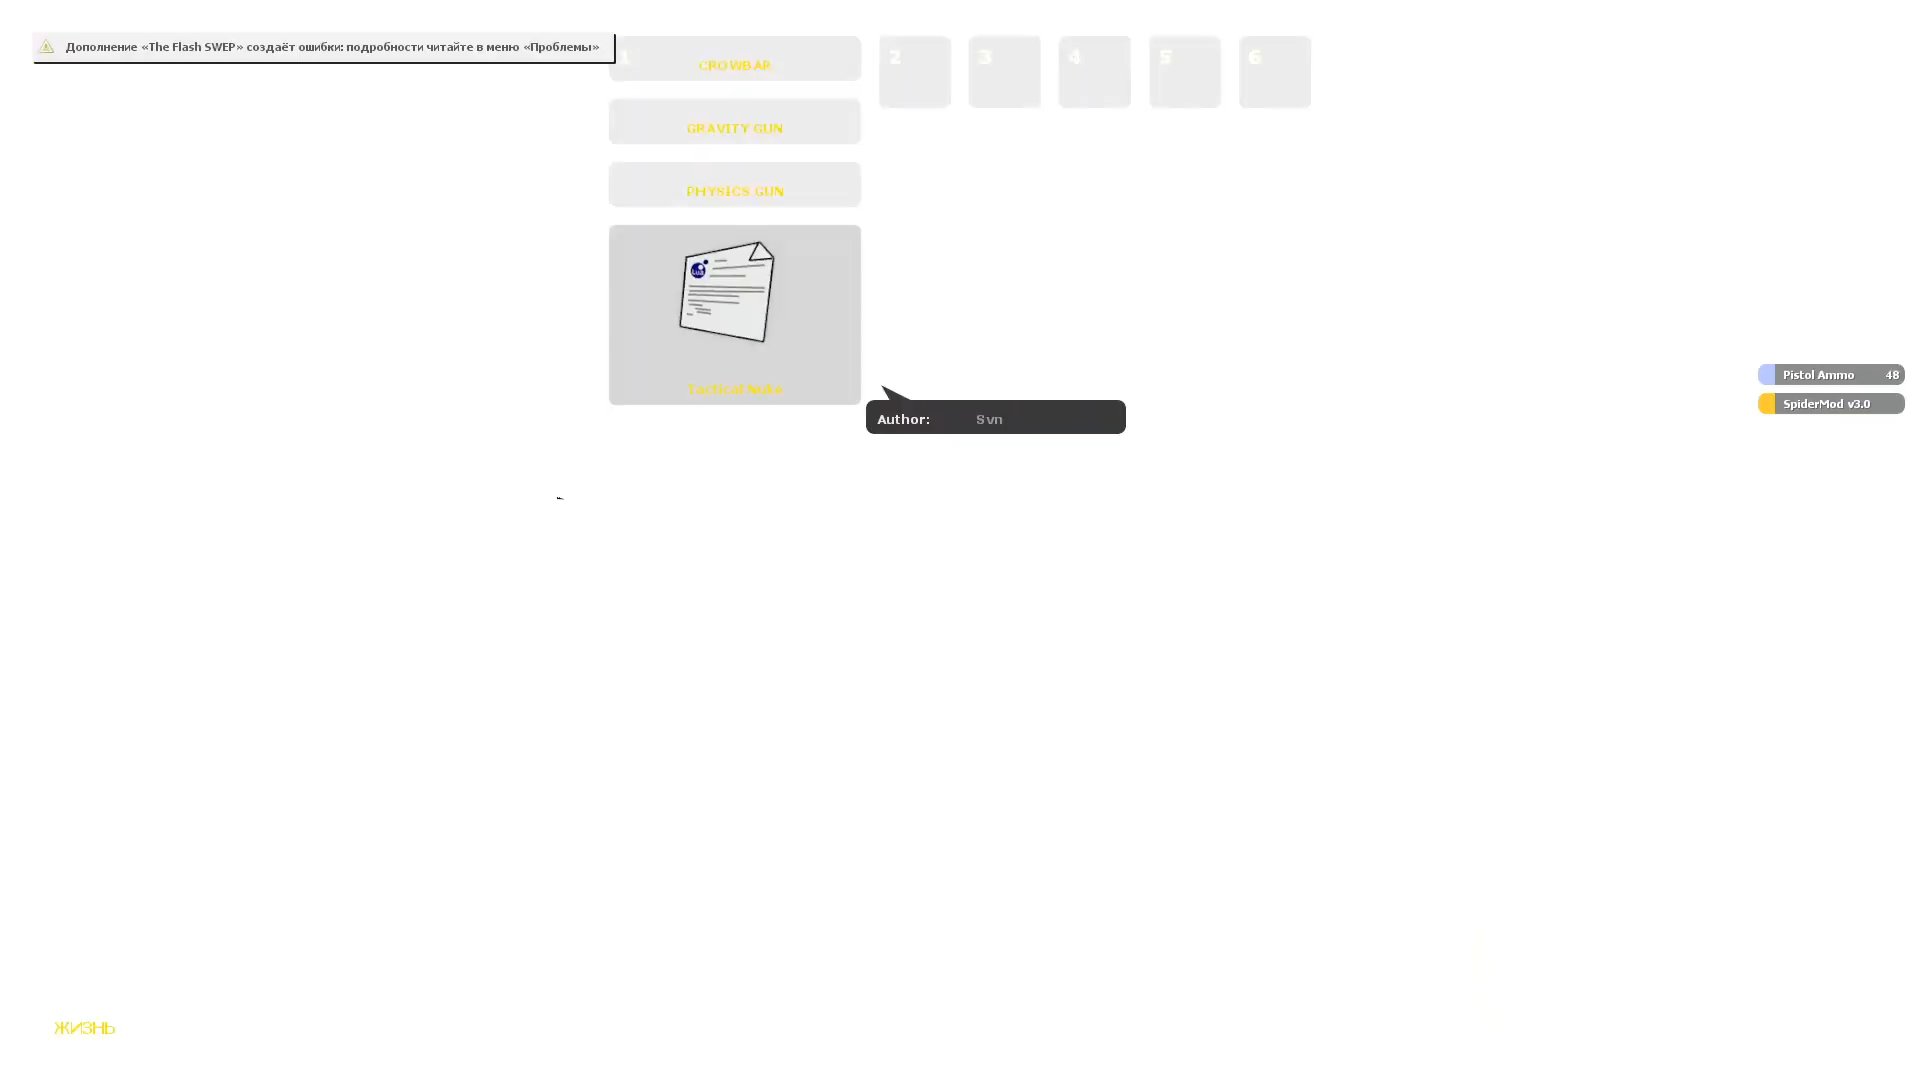 Дополнение «The Flash SWEP» создаёт ошибки: подробности читайте в меню «Проблемы»
1
CROWBAR
2
3
4
5
6
GRAVITY GUN
PHYSICS GUN
Tactical Nuke
Author: Svn
Pistol Ammo 48
SpiderMod v3.0
ЖИЗНЬ